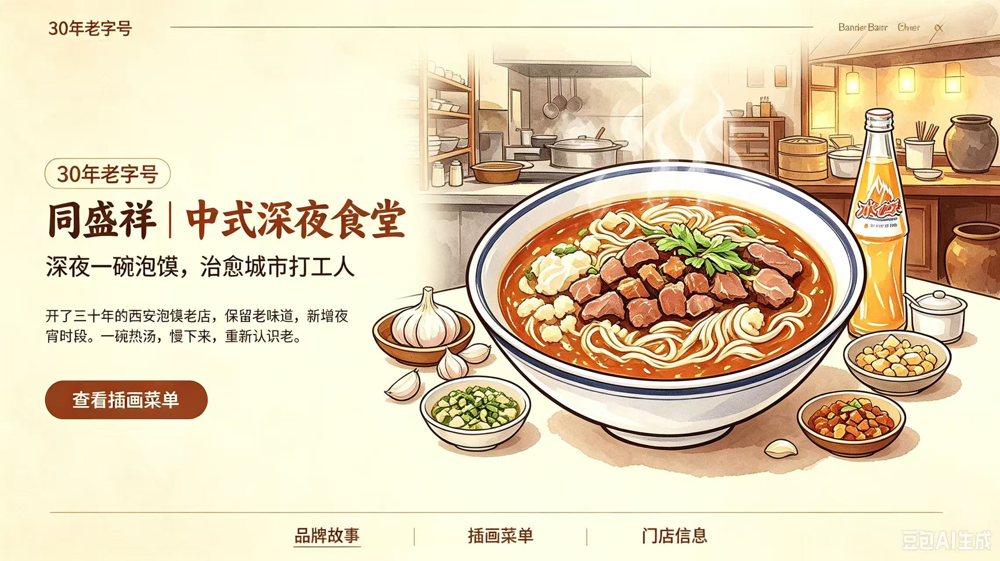 30年老字号
30年老字号
同盛祥｜中式深夜食堂
深夜一碗泡馍，治愈城市打工人
开了三十年的西安泡馍老店，保留老味道，新增夜
宵时段。一碗热汤，慢下来，重新认识老。
查看插画菜单
品牌故事
插画菜单
门店信息
豆包AI生成